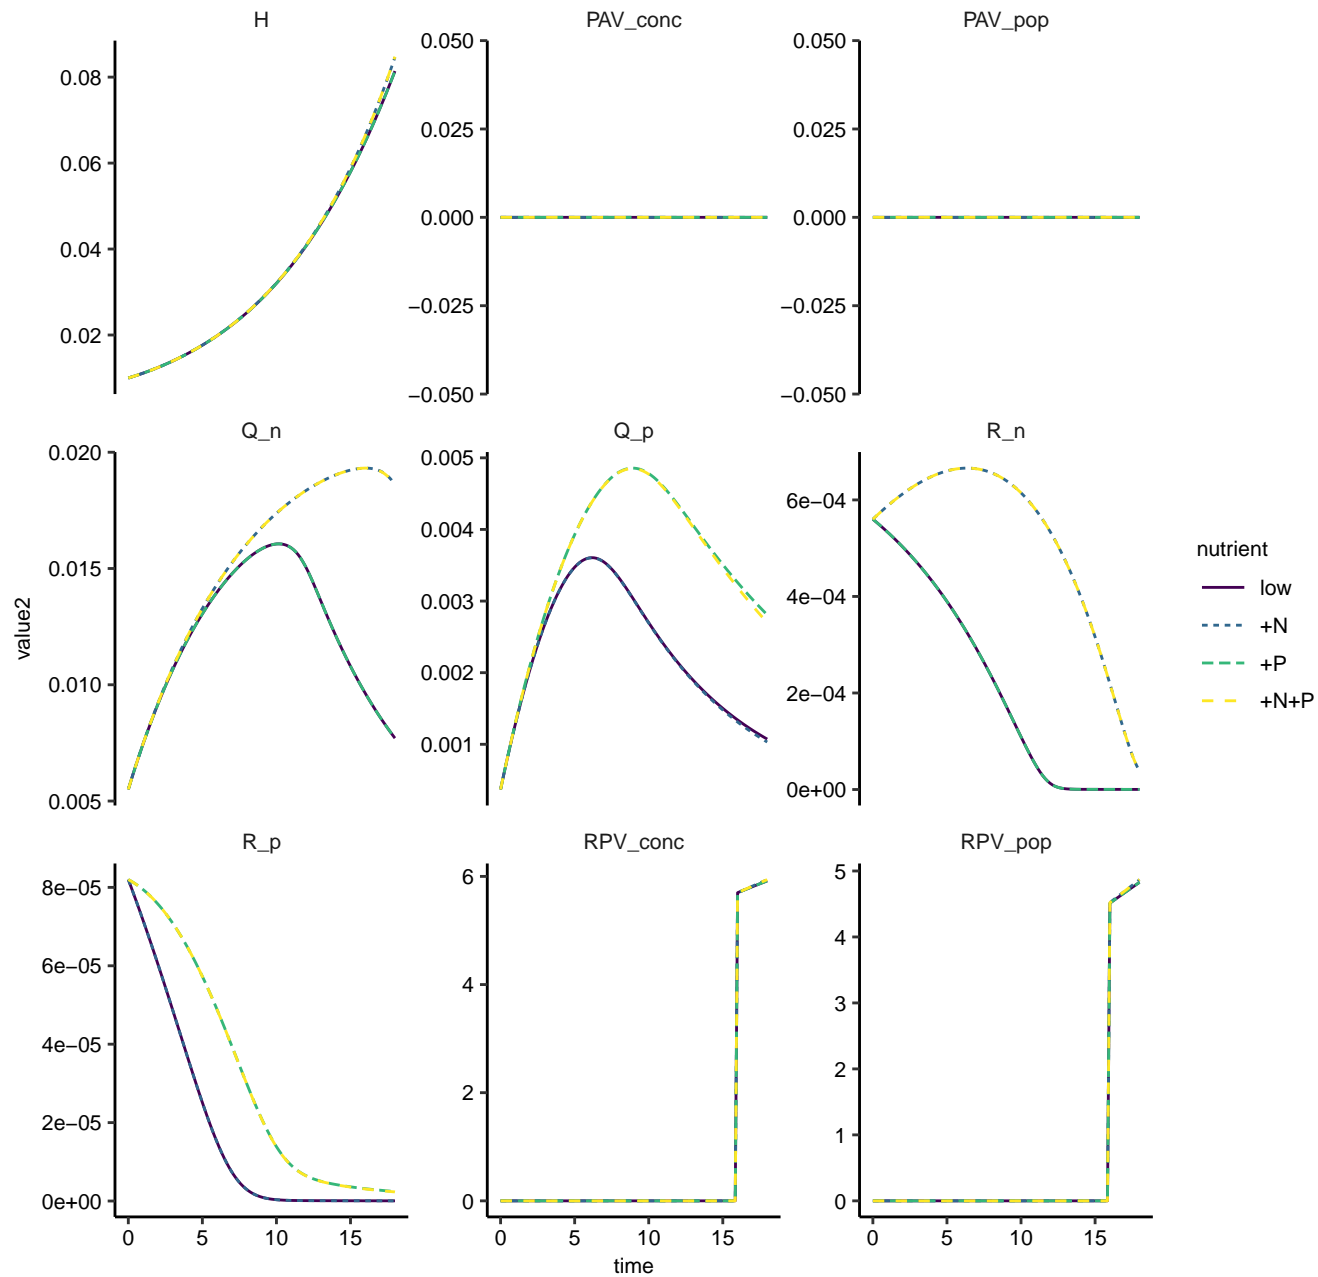 H
PAV_conc
PAV_pop
0.08
0.06
0.04
0.02
0.050
0.025
0.000
−0.025
−0.050
0.050
0.025
0.000
−0.025
−0.050
Q_n
Q_p
R_n
0.020
0.015
0.010
0.005
0.005
0.004
0.003
0.002
0.001
6e−04
4e−04
2e−04
0e+00
value2
nutrient
low
+N
+P
+N+P
R_p
RPV_conc
RPV_pop
8e−05
6e−05
4e−05
2e−05
0e+00
6
4
2
0
5
4
3
2
1
0
0 5 10 15
0 5 10 15
0 5 10 15
time